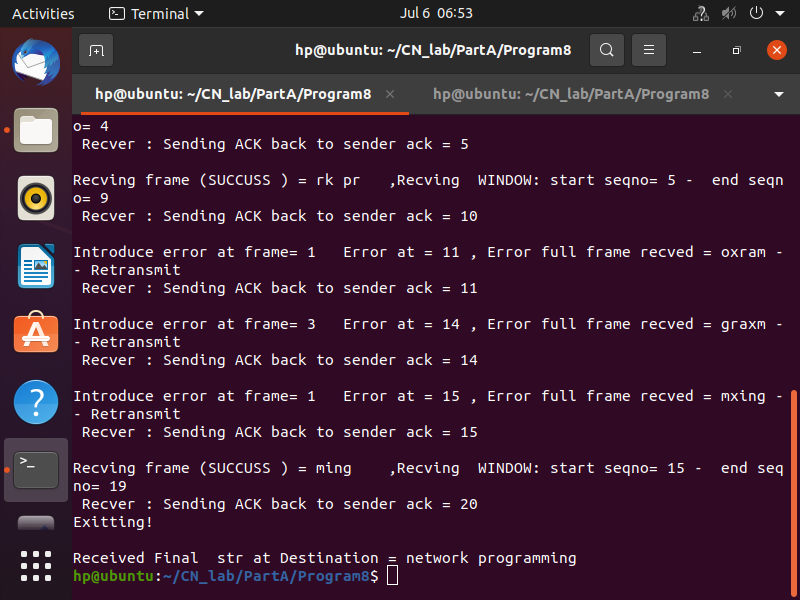 Activities Terminal Jul 6 06:53
hp@ubuntu: ~/CN_lab/PartA/Program8
hp@ubuntu: ~/CN_lab/PartA/Program8 hp@ubuntu: ~/CN_lab/PartA/Program8
o= 4
 Recver : Sending ACK back to sender ack = 5
Recving frame (SUCCUSS ) = rk pr   ,Recving  WINDOW: start seqno= 5 -  end seqn
o= 9
 Recver : Sending ACK back to sender ack = 10
Introduce error at frame= 1   Error at = 11 , Error full frame recved = oxram -
- Retransmit
 Recver : Sending ACK back to sender ack = 11
Introduce error at frame= 3   Error at = 14 , Error full frame recved = graxm -
- Retransmit
 Recver : Sending ACK back to sender ack = 14
Introduce error at frame= 1   Error at = 15 , Error full frame recved = mxing -
- Retransmit
 Recver : Sending ACK back to sender ack = 15
Recving frame (SUCCUSS ) = ming    ,Recving  WINDOW: start seqno= 15 -  end seq
no= 19
 Recver : Sending ACK back to sender ack = 20
Exitting!
Received Final  str at Destination = network programming
hp@ubuntu:~/CN_lab/PartA/Program8$